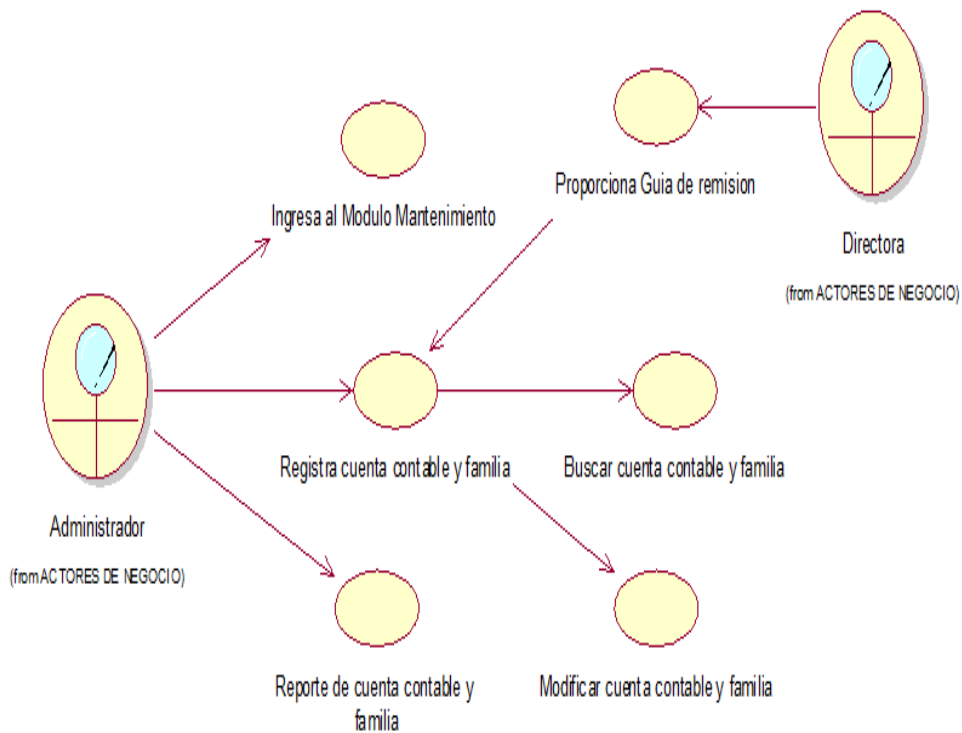 Proporciona Guia de remision
Ingresa al Modulo Mantenimiento
Directora
(from ACTORES DE NEGOCIO)
Registra cuenta contable y familia
Buscar cuenta contable y familia
Administrador
(from ACTORES DE NEGOCIO)
Reporte de cuenta contable y
familia
Modificar cuenta contable y familia